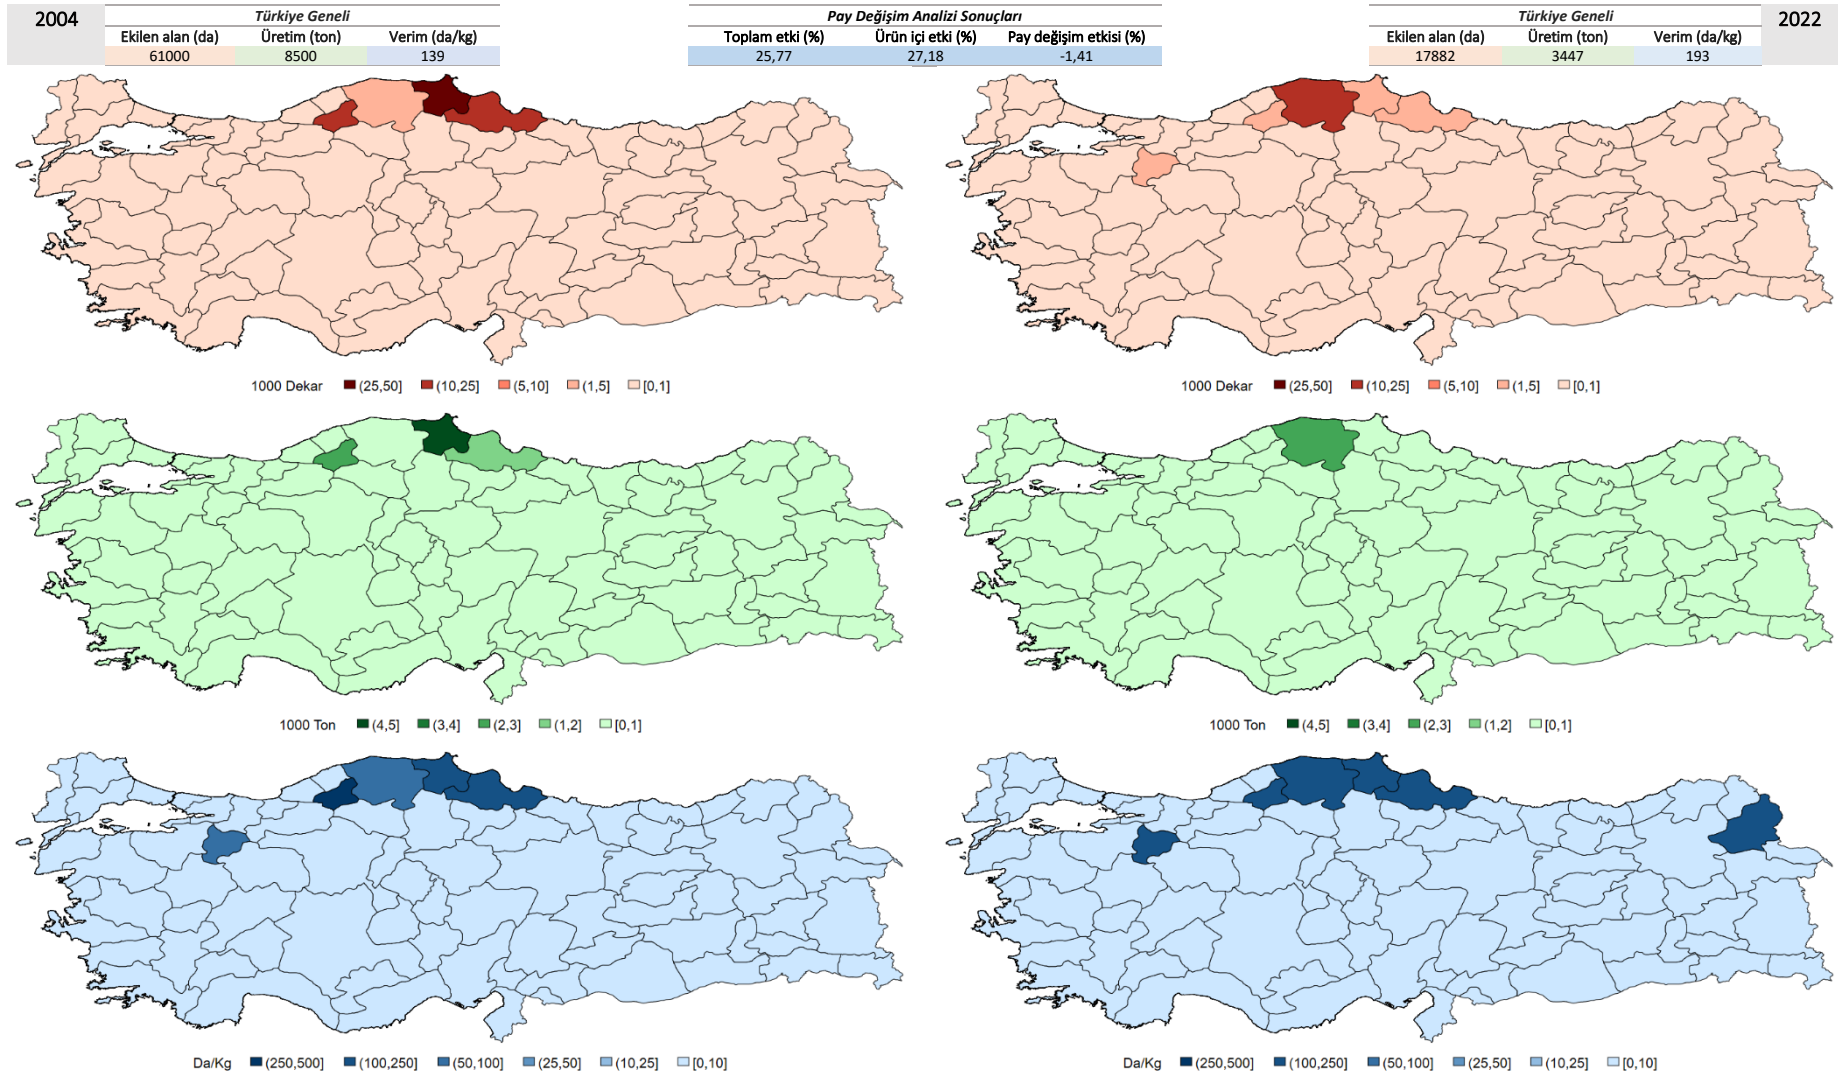 2004
Türkiye Geneli
Ekilen alan (da) Üretim (ton) Verim (da/kg)
61000 8500 139
Pay Değişim Analizi Sonuçları
Toplam etki (%) Ürün içi etki (%) Pay değişim etkisi (%)
25,77 27,18 -1,41
Türkiye Geneli
Ekilen alan (da) Üretim (ton) Verim (da/kg)
17882 3447 193
2022
1000 Dekar (25,50] (10,25] (5,10] (1,5] [0,1]
1000 Dekar (25,50] (10,25] (5,10] (1,5] [0,1]
1000 Ton (4,5] (3,4] (2,3] (1,2] [0,1]
1000 Ton (4,5] (3,4] (2,3] (1,2] [0,1]
Da/Kg (250,500] (100,250] (50,100] (25,50] (10,25] [0,10]
Da/Kg (250,500] (100,250] (50,100] (25,50] (10,25] [0,10]